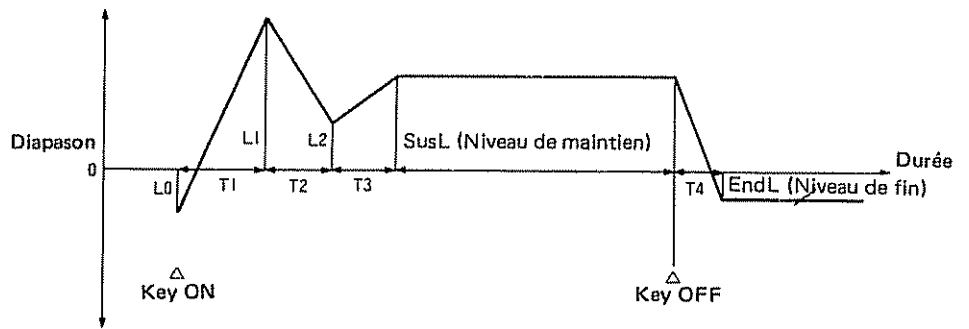 Diapason
0
L0
T1
L1
T2
L2
T3
SusL (Niveau de maintien)
T4
EndL (Niveau de fin)
Durée
Key ON
Key OFF